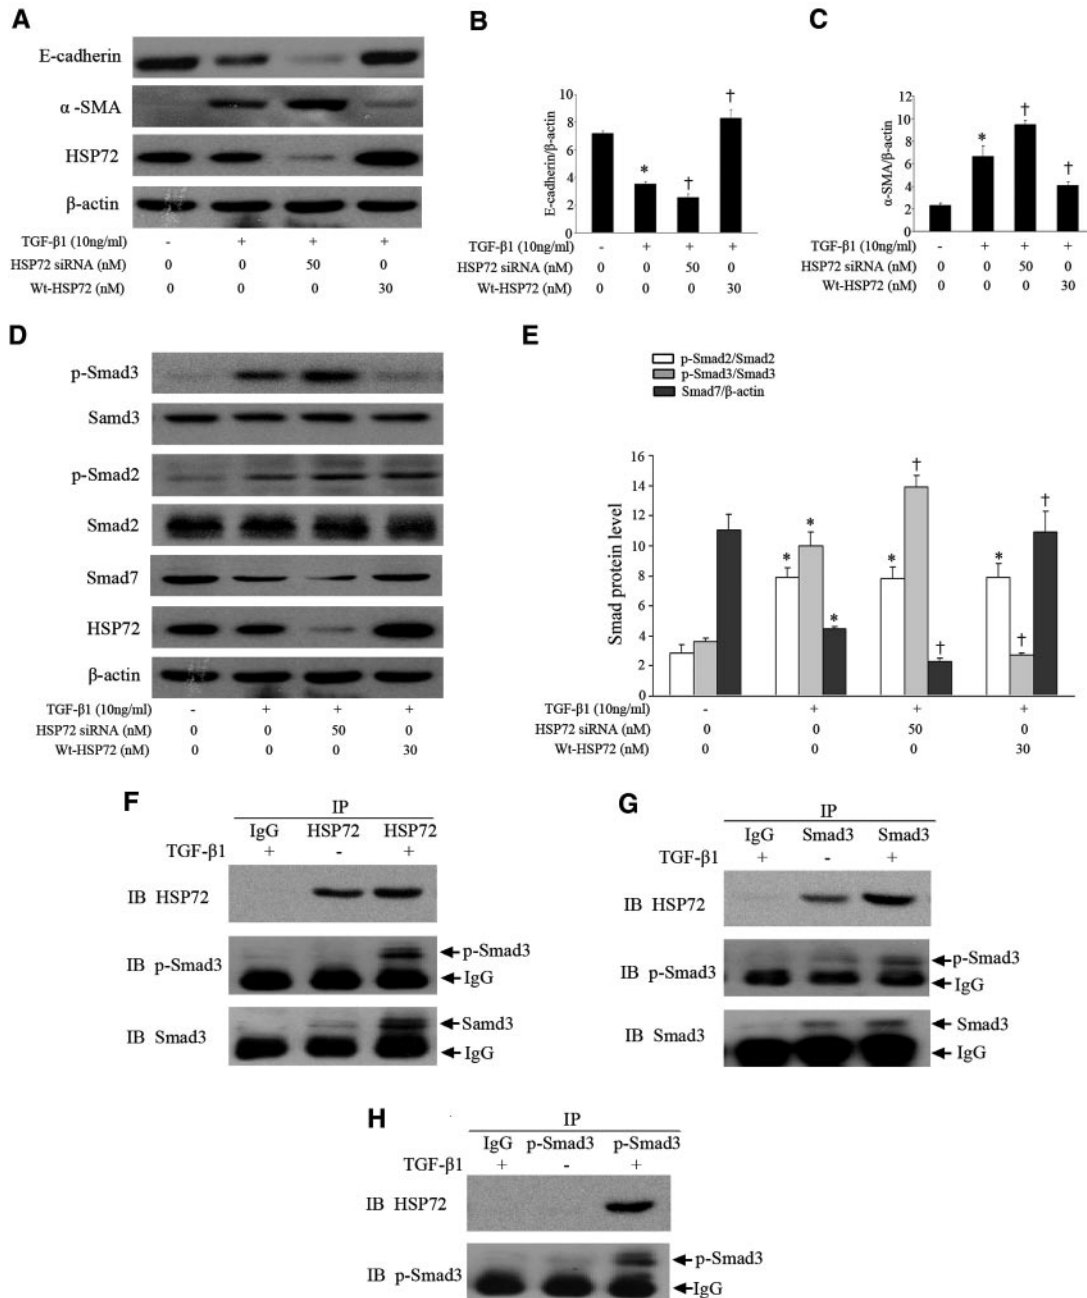 A
E-cadherin
α -SMA
HSP72
β-actin
TGF-β1 (10ng/ml) - + + +
HSP72 siRNA (nM) 0 0 50 0
Wt-HSP72 (nM) 0 0 0 30
B
E-cadherin/β-actin
10
8
6
4
2
0
* † †
TGF-β1 (10ng/ml) - + + +
HSP72 siRNA (nM) 0 0 50 0
Wt-HSP72 (nM) 0 0 0 30
C
α-SMA/β-actin
12
10
8
6
4
2
0
* † †
TGF-β1 (10ng/ml) - + + +
HSP72 siRNA (nM) 0 0 50 0
Wt-HSP72 (nM) 0 0 0 30
D
p-Smad3
Samd3
p-Smad2
Smad2
Smad7
HSP72
β-actin
TGF-β1 (10ng/ml) - + + +
HSP72 siRNA (nM) 0 0 50 0
Wt-HSP72 (nM) 0 0 0 30
E
p-Smad2/Smad2
p-Smad3/Smad3
Smad7/β-actin
Smad protein level
16
14
12
10
8
6
4
2
0
* * * * † † * † †
TGF-β1 (10ng/ml) - + + +
HSP72 siRNA (nM) 0 0 50 0
Wt-HSP72 (nM) 0 0 0 30
F
IP
IgG HSP72 HSP72
TGF-β1 + - +
IB HSP72
IB p-Smad3
p-Smad3
IgG
IB Smad3
Samd3
IgG
G
IP
IgG Smad3 Smad3
TGF-β1 + - +
IB HSP72
IB p-Smad3
p-Smad3
IgG
IB Smad3
Smad3
IgG
H
IP
IgG p-Smad3 p-Smad3
TGF-β1 + - +
IB HSP72
IB p-Smad3
p-Smad3
IgG